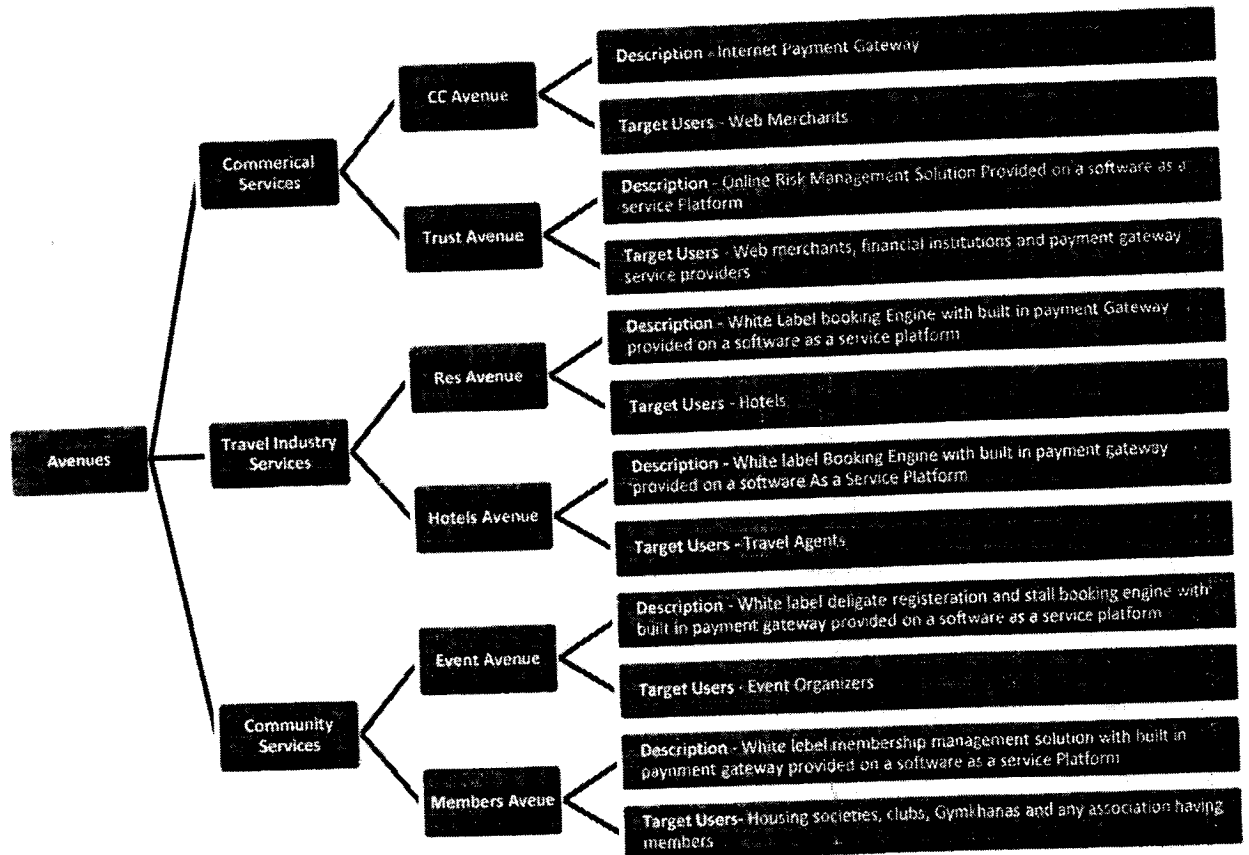 Avenues
Commerical
Services
CC Avenue
Description - Internet Payment Gateway
Target Users - Web Merchants
Trust Avenue
Description - Online Risk Management Solution Provided on a software as a
service Platform
Target Users - Web merchants, financial institutions and payment gateway
service providers
Travel Industry
Services
Res Avenue
Description - White Label booking Engine with built in payment Gateway
provided on a software as a service platform
Target Users - Hotels
Hotels Avenue
Description - White label Booking Engine with built in payment gateway
provided on a software As a Service Platform
Target Users - Travel Agents
Community
Services
Event Avenue
Description - White label deligate registeration and stall booking engine with
built in payment gateway provided on a software as a service platform
Target Users - Event Organizers
Members Aveue
Description - White lebel membership management solution with built in
paynment gateway provided on a software as a service Platform
Target Users- Housing societies, clubs, Gymkhanas and any association having
members